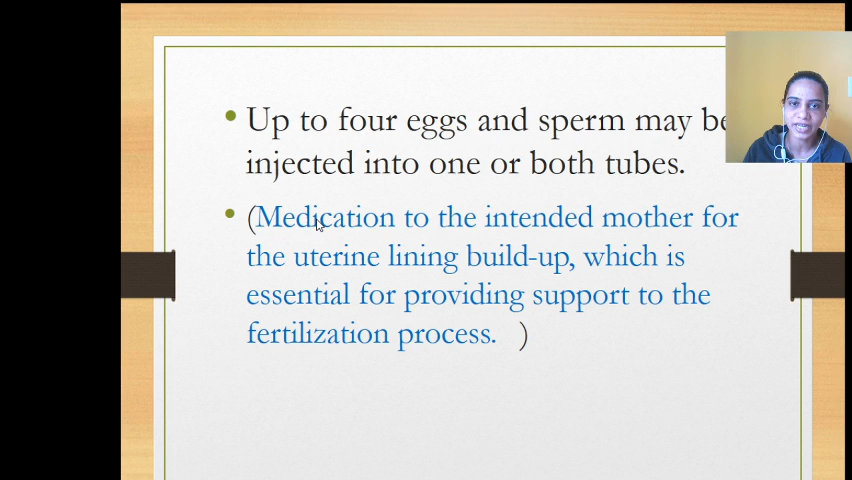 • Up to four eggs and sperm may be
injected into one or both tubes.
• (Medication to the intended mother for
the uterine lining build-up, which is
essential for providing support to the
fertilization process. )